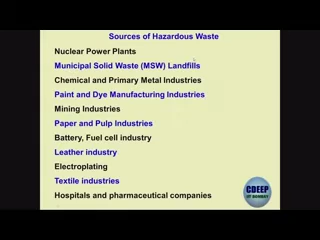 Sources of Hazardous Waste
Nuclear Power Plants
Municipal Solid Waste (MSW) Landfills
Chemical and Primary Metal Industries
Paint and Dye Manufacturing Industries
Mining Industries
Paper and Pulp Industries
Battery, Fuel cell industry
Leather industry
Electroplating
Textile industries
Hospitals and pharmaceutical companies
CDEEP
IIT BOMBAY